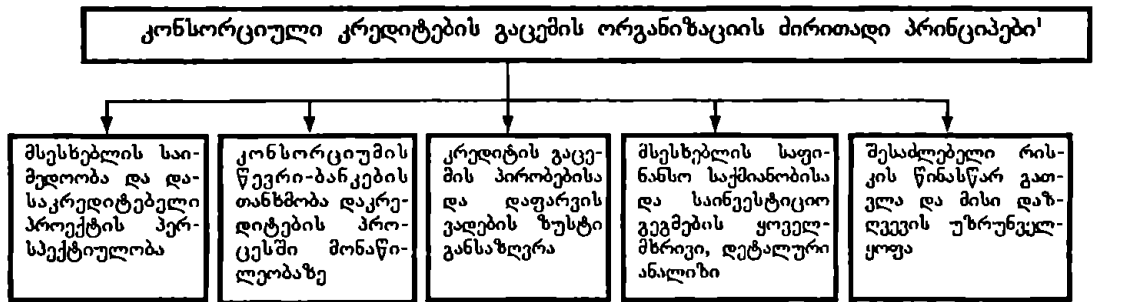 კონსორციული კრედიტების გაცემის ორგანიზაციის ძირითადი პრინციპები¹
მსესხებლის საი-
მედოობა და და-
საკრედიტებელი
პროექტის პერ-
სპექტიულობა
კონსორციუმის
წევრი-ბანკების
თანხმობა დაკრე-
დიტების პრო-
ცესში მონაწი-
ლეობაზე
კრედიტის გაცე-
მის პირობებისა
და დაფარვის
ვადების ზუსტი
განსაზღვრა
მსესხებლის საფი-
ნანსო საქმიანობისა
და საინვესტიციო
გეგმების ყოველ-
მხრივი, დეტალური
ანალიზი
შესაძლებელი რის-
კის წინასწარ გათ-
ვლა და მისი დაზ-
ღვევის უზრუნველ-
ყოფა